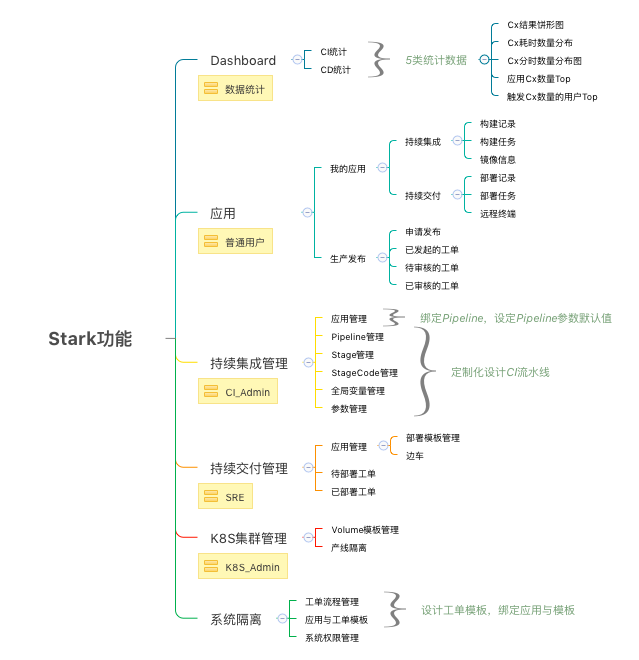 Stark功能
Dashboard
数据统计
CI统计
CD统计
5类统计数据
Cx结果饼形图
Cx耗时数量分布
Cx分时数量分布图
应用Cx数量Top
触发Cx数量的用户Top
应用
普通用户
我的应用
持续集成
构建记录
构建任务
镜像信息
持续交付
部署记录
部署任务
远程终端
生产发布
申请发布
已发起的工单
待审核的工单
已审核的工单
持续集成管理
CI_Admin
应用管理
绑定Pipeline，设定Pipeline参数默认值
Pipeline管理
Stage管理
StageCode管理
全局变量管理
参数管理
定制化设计CI流水线
持续交付管理
SRE
应用管理
部署模板管理
边车
待部署工单
已部署工单
K8S集群管理
K8S_Admin
Volume模板管理
产线隔离
系统隔离
工单流程管理
应用与工单模板
系统权限管理
设计工单模板，绑定应用与模板